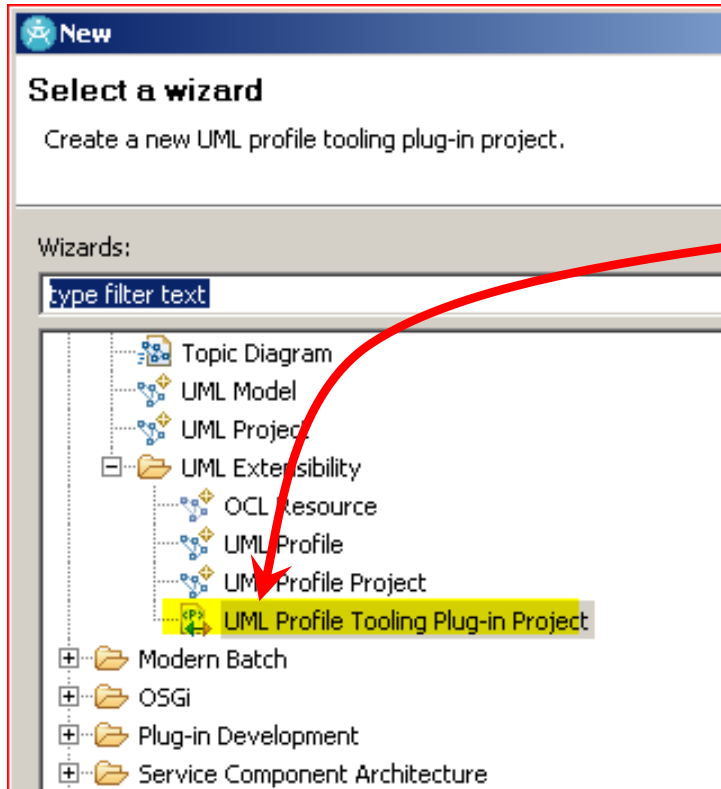 New
Select a wizard
Create a new UML profile tooling plug-in project.
Wizards:
type filter text
Topic Diagram
UML Model
UML Project
UML Extensibility
OCL Resource
UML Profile
UML Profile Project
UML Profile Tooling Plug-in Project
Modern Batch
OSGi
Plug-in Development
Service Component Architecture